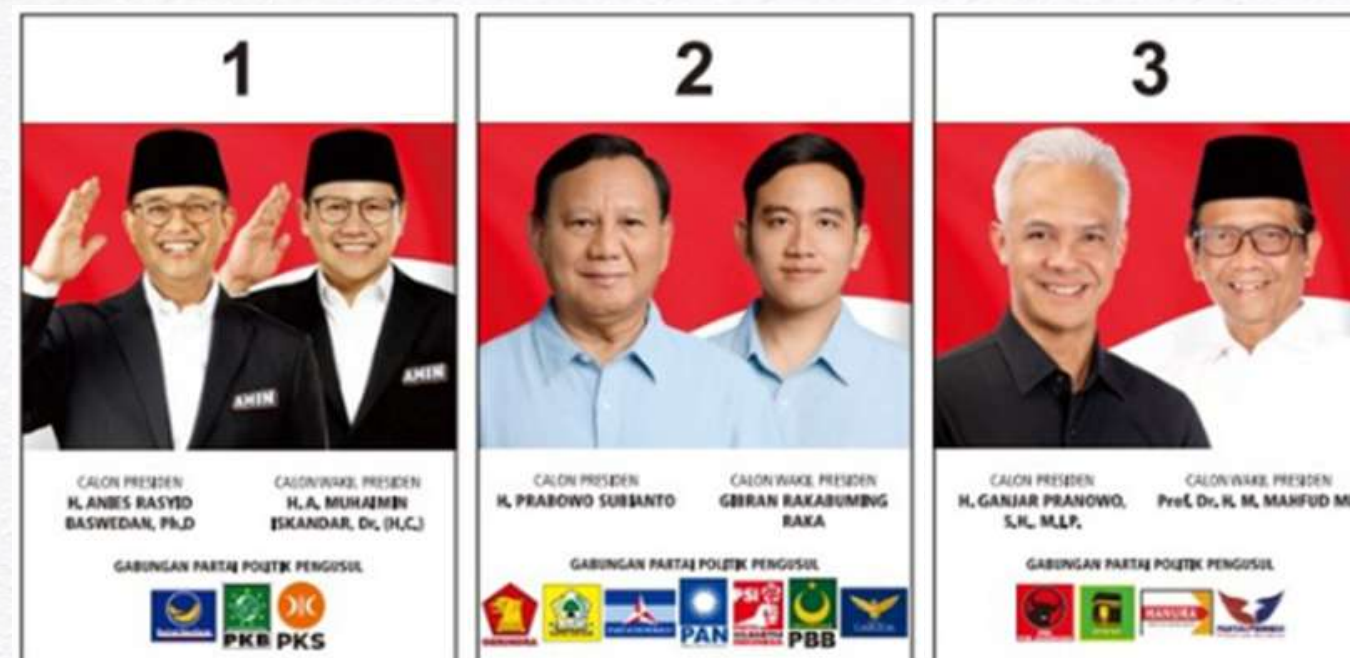 1
AMIN
AMIN
CALON PRESIDEN
H. ANIES RASYID
BASWEDAN, Ph.D
CALON WAKIL PRESIDEN
H. A. MUHAIMIN
ISKANDAR, Dr. (H.C.)
GABUNGAN PARTAI POLITIK PENGUSUL
PKB
PKS
2
CALON PRESIDEN
H. PRABOWO SUBIANTO
CALON WAKIL PRESIDEN
GIBRAN RAKABUMING
RAKA
GABUNGAN PARTAI POLITIK PENGUSUL
GERINDRA
PAN
PSI
PBB
3
CALON PRESIDEN
H. GANJAR PRANOWO,
S.H., M.I.P.
CALON WAKIL PRESIDEN
Prof. Dr. H. M. MAHFUD M
GABUNGAN PARTAI POLITIK PENGUSUL
HANURA